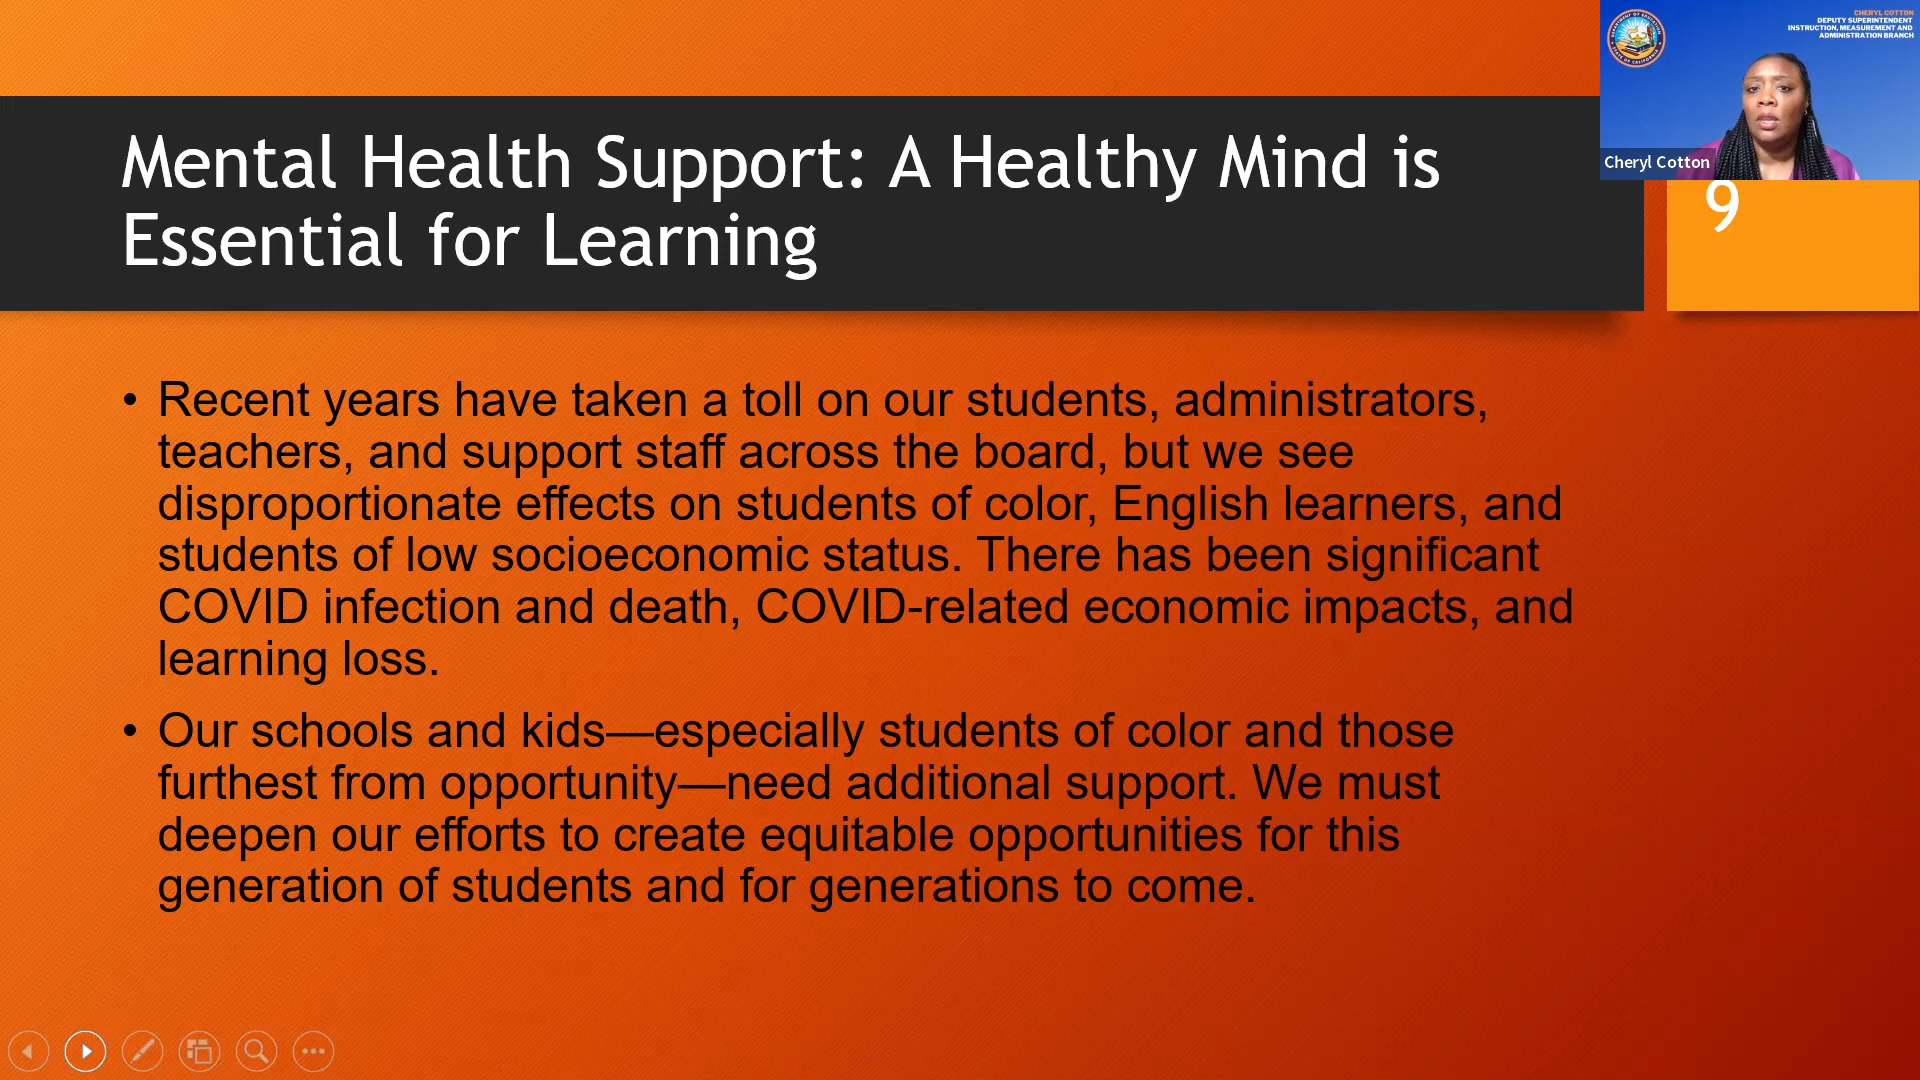 CHERYL COTTON
DEPUTY SUPERINTENDENT
INSTRUCTION, MEASUREMENT AND
ADMINISTRATION BRANCH
Cheryl Cotton
Mental Health Support: A Healthy Mind is
Essential for Learning
9
• Recent years have taken a toll on our students, administrators,
teachers, and support staff across the board, but we see
disproportionate effects on students of color, English learners, and
students of low socioeconomic status. There has been significant
COVID infection and death, COVID-related economic impacts, and
learning loss.
• Our schools and kids—especially students of color and those
furthest from opportunity—need additional support. We must
deepen our efforts to create equitable opportunities for this
generation of students and for generations to come.